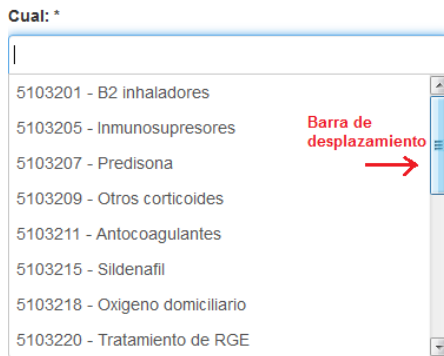 Cual: *
5103201 - B2 inhaladores
5103205 - Inmunosupresores
Barra de
desplazamiento
5103207 - Predisona
5103209 - Otros corticoides
5103211 - Antocoagulantes
5103215 - Sildenafil
5103218 - Oxigeno domiciliario
5103220 - Tratamiento de RGE